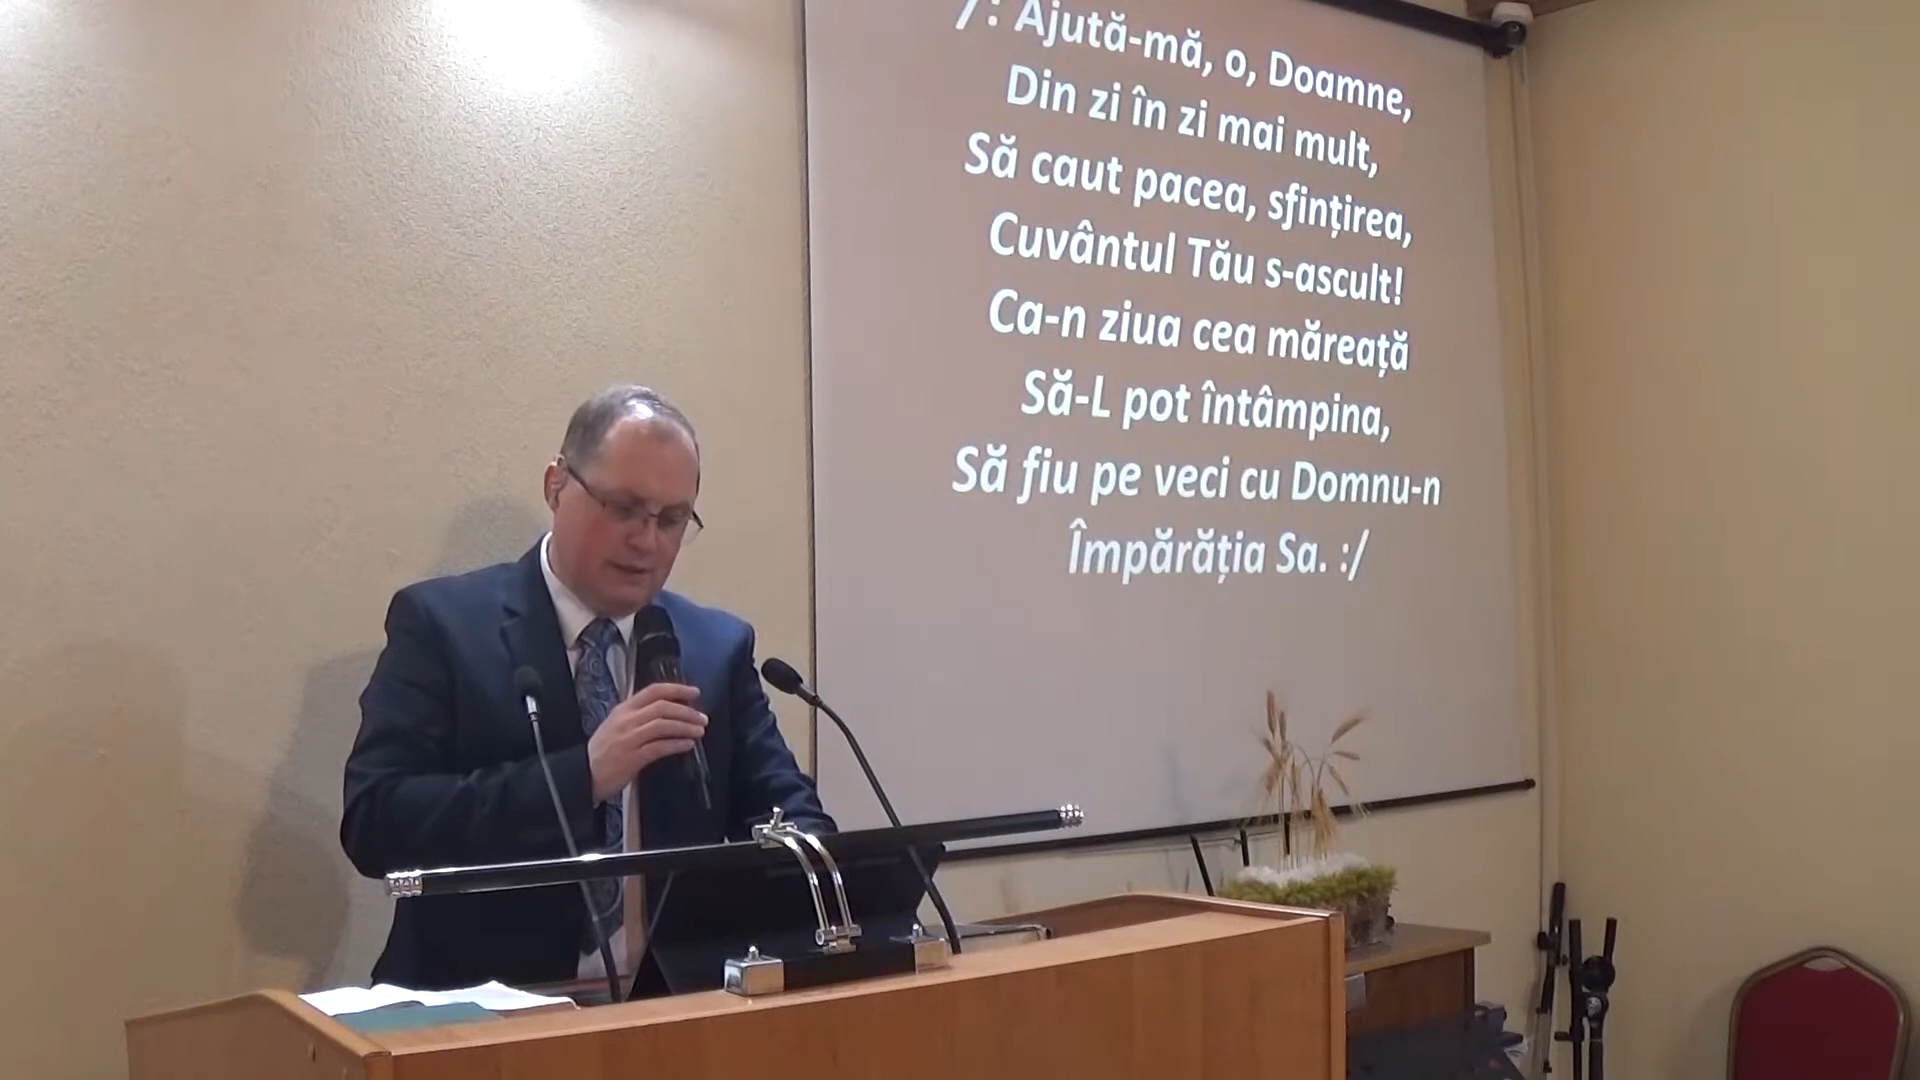 /: Ajută-mă, o, Doamne,
Din zi în zi mai mult,
Să caut pacea, sfințirea,
Cuvântul Tău s-ascult!
Ca-n ziua cea măreață
Să-L pot întâmpina,
Să fiu pe veci cu Domnu-n
Împărăția Sa. :/